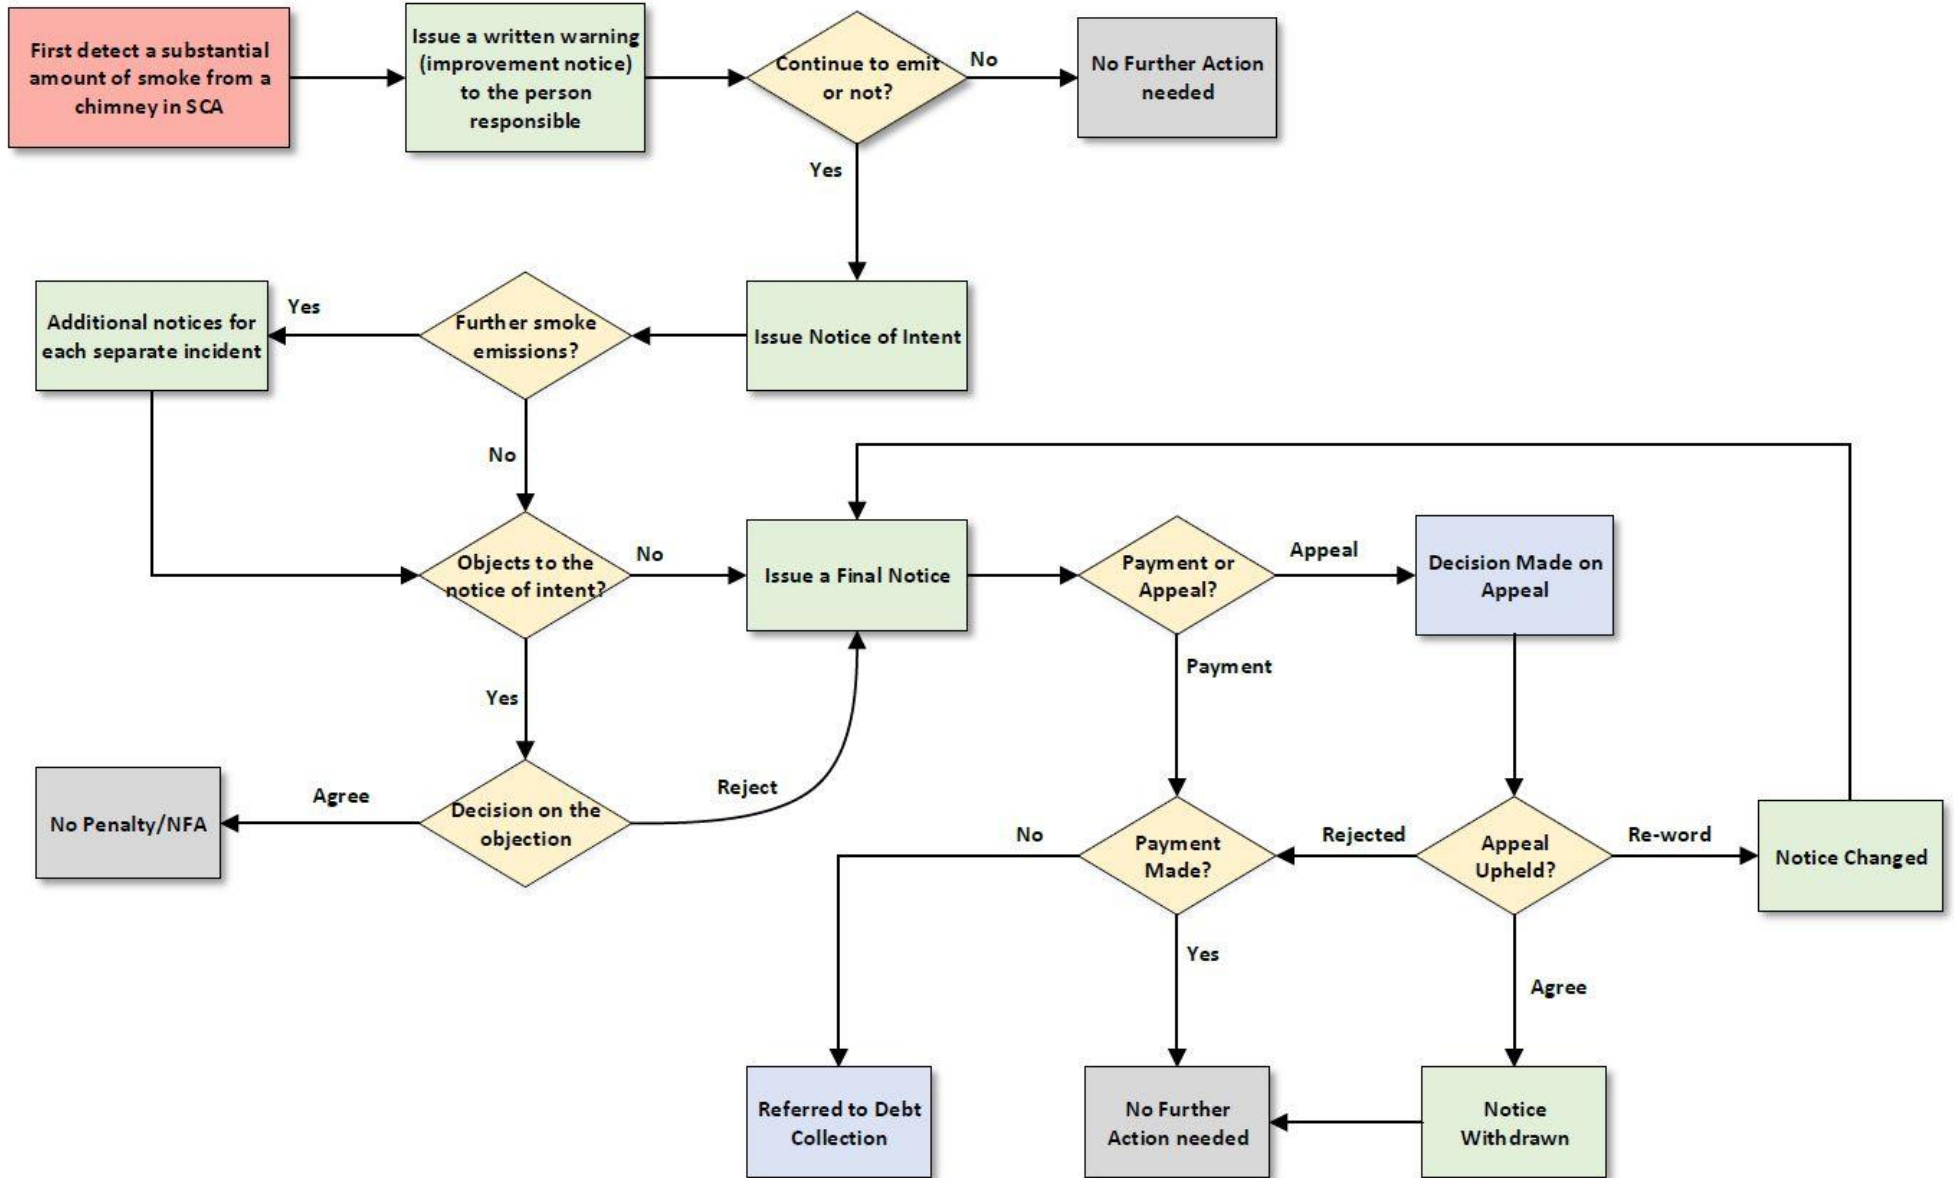 First detect a substantial
amount of smoke from a
chimney in SCA
Issue a written warning
(improvement notice)
to the person
responsible
Continue to emit
or not?
No
No Further Action
needed
Yes
Additional notices for
each separate incident
Yes
Further smoke
emissions?
Issue Notice of Intent
No
Objects to the
notice of intent?
No
Issue a Final Notice
Payment or
Appeal?
Appeal
Decision Made on
Appeal
Yes
Payment
No Penalty/NFA
Agree
Decision on the
objection
Reject
No
Payment
Made?
Rejected
Appeal
Upheld?
Re-word
Notice Changed
Yes
Agree
Referred to Debt
Collection
No Further
Action needed
Notice
Withdrawn